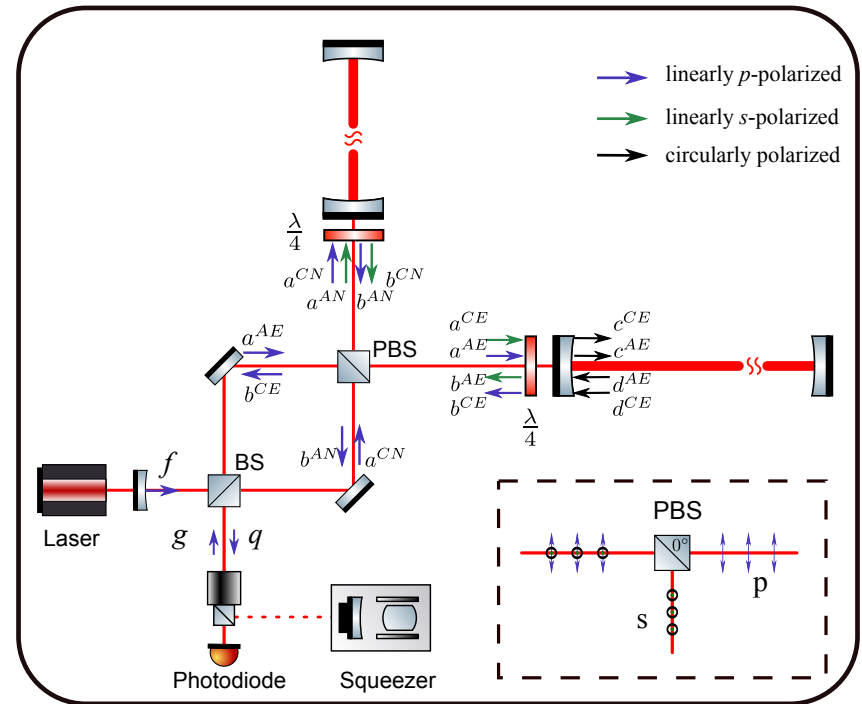 linearly p-polarized
linearly s-polarized
circularly polarized
λ/4
a^{CN}
b^{CN}
a^{AN}
b^{AN}
a^{CE}
c^{CE}
a^{AE}
PBS
a^{AE}
c^{AE}
b^{AE}
d^{AE}
b^{CE}
b^{CE}
d^{CE}
λ/4
b^{AN}
a^{CN}
f
BS
Laser
g
q
PBS
0°
p
s
Photodiode
Squeezer